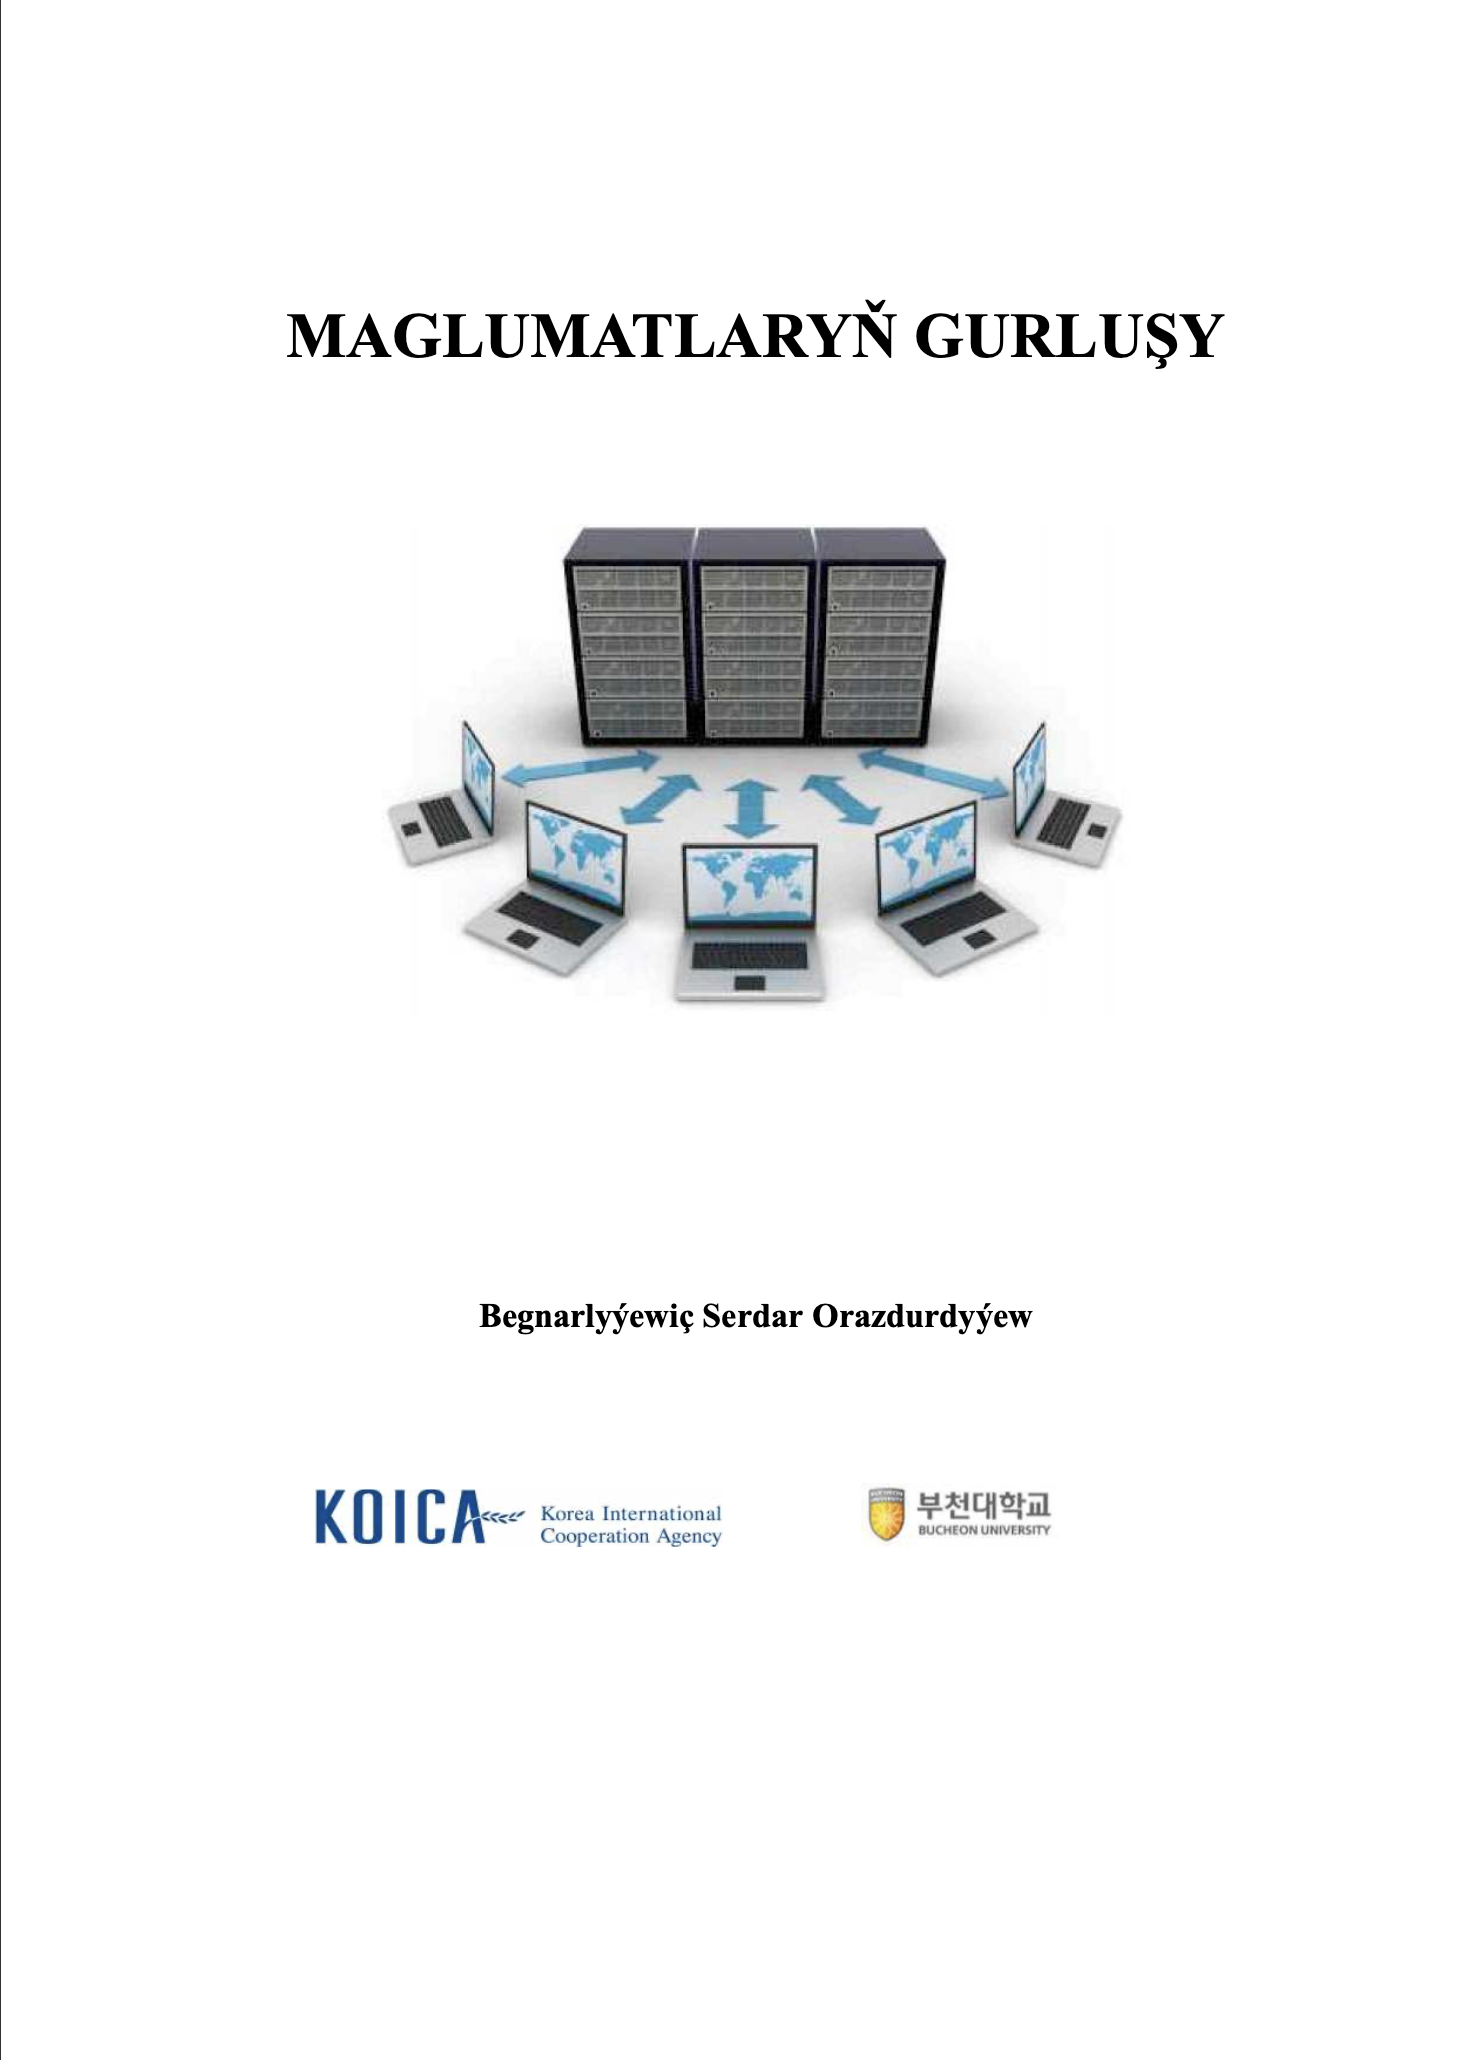 MAGLUMATLARYŇ GURLUŞY
Begnarlyýewiç Serdar Orazdurdyýew
KOICA Korea International
Cooperation Agency
부천대학교
BUCHEON UNIVERSITY